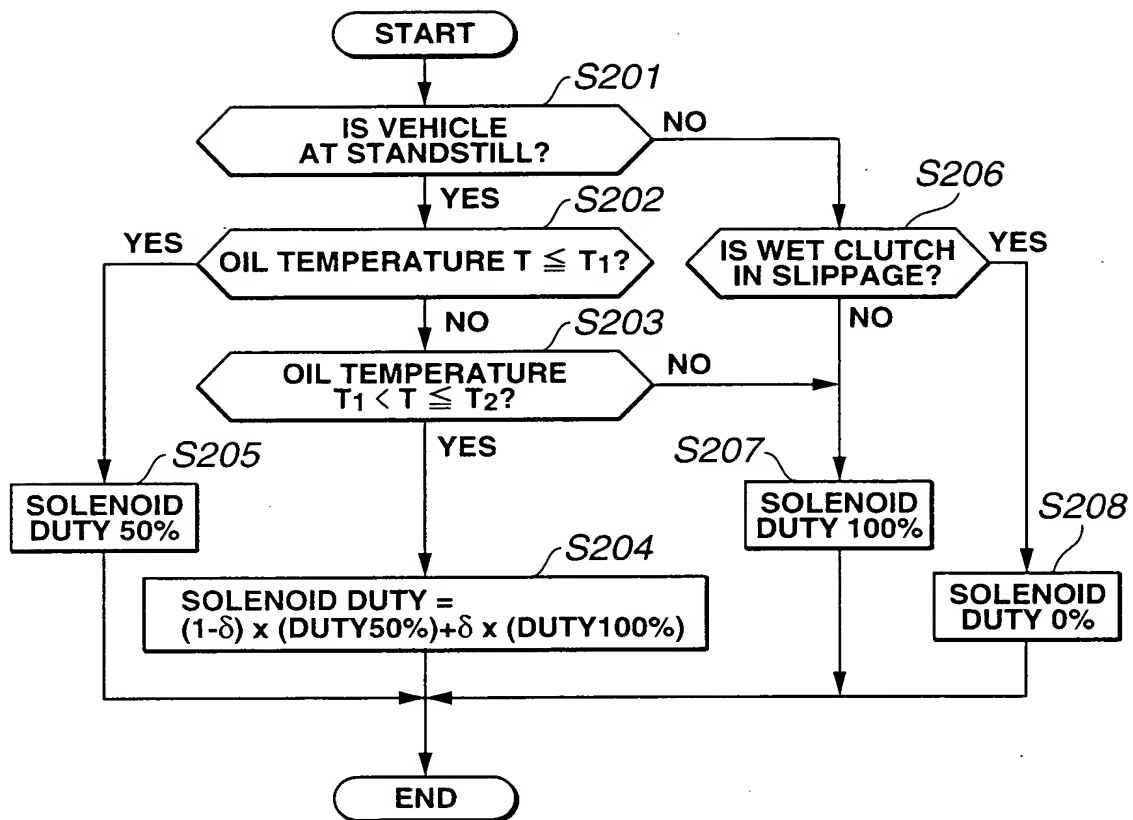 START
S201
IS VEHICLE
AT STANDSTILL?
NO
YES
S202
S206
YES
OIL TEMPERATURE T ≦ T1?
IS WET CLUTCH
IN SLIPPAGE?
YES
NO
S203
NO
OIL TEMPERATURE
T1 < T ≦ T2?
NO
YES
S205
SOLENOID
DUTY 50%
S207
SOLENOID
DUTY 100%
S208
SOLENOID
DUTY 0%
S204
SOLENOID DUTY =
(1-δ) x (DUTY50%)+δ x (DUTY100%)
END